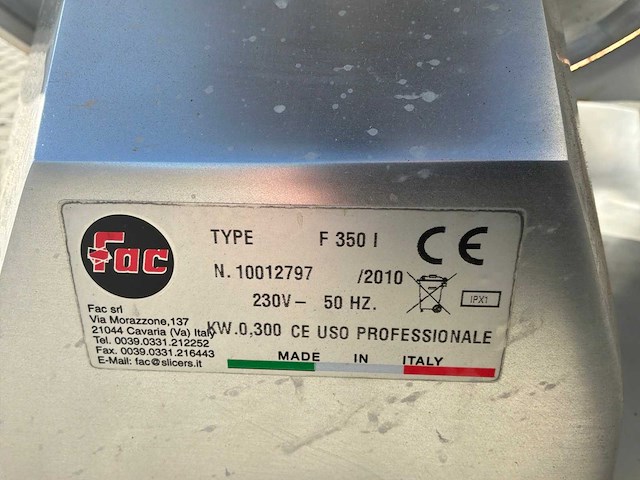 Fac
TYPE F 350 I CE
N. 10012797 /2010
IPX1
230V– 50 HZ.
KW.0,300 CE USO PROFESSIONALE
MADE IN ITALY
Fac srl
Via Morazzone,137
21044 Cavaria (Va) Italy
Tel. 0039.0331.212252
Fax. 0039.0331.216443
E-Mail: fac@slicers.it